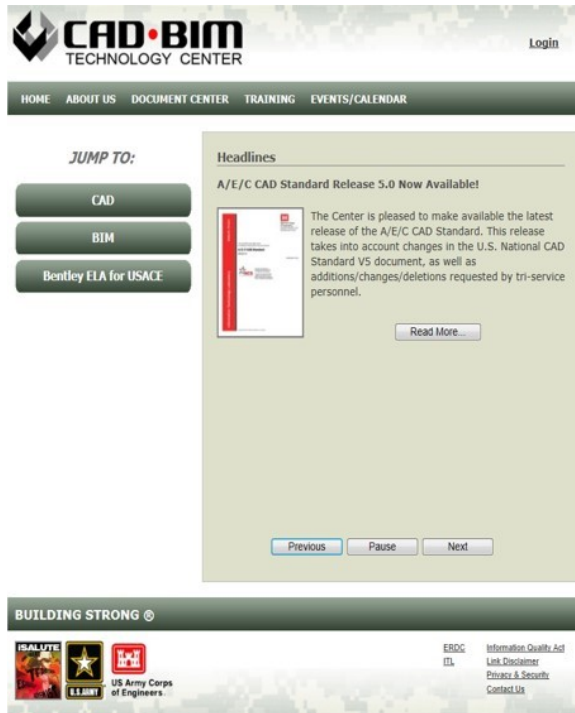 CAD•BIM
TECHNOLOGY CENTER
Login
HOME ABOUT US DOCUMENT CENTER TRAINING EVENTS/CALENDAR
JUMP TO:
CAD
BIM
Bentley ELA for USACE
Headlines
A/E/C CAD Standard Release 5.0 Now Available!
The Center is pleased to make available the latest
release of the A/E/C CAD Standard. This release
takes into account changes in the U.S. National CAD
Standard V5 document, as well as
additions/changes/deletions requested by tri-service
personnel.
Read More...
Previous Pause Next
BUILDING STRONG ®
iSALUTE
U.S.ARMY
US Army Corps
of Engineers
ERDC
ITL
Information Quality Act
Link Disclaimer
Privacy & Security
Contact Us